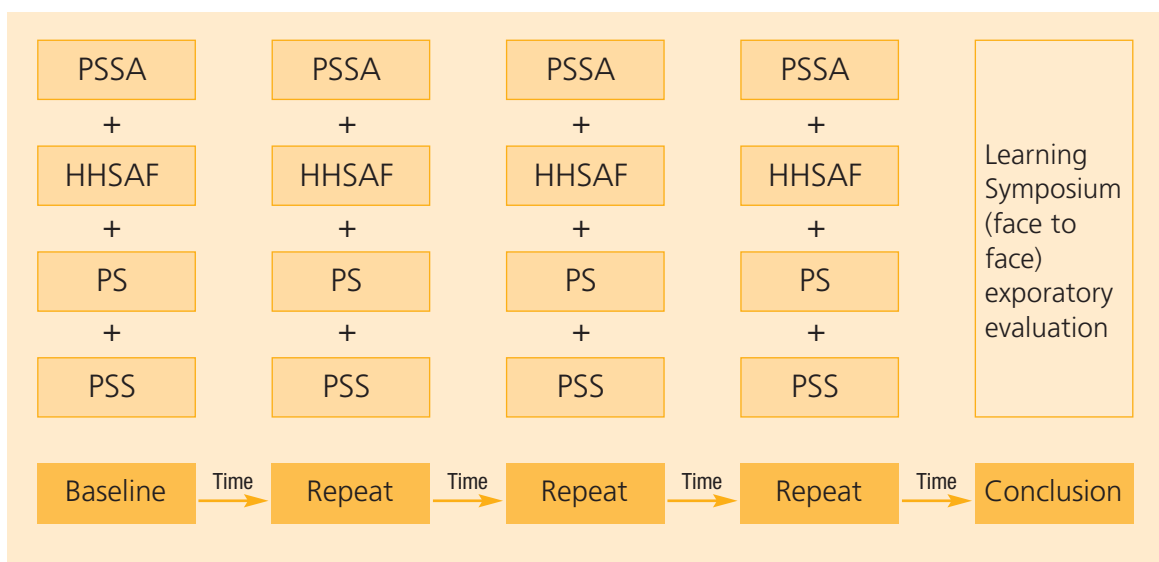 PSSA PSSA PSSA PSSA
+ + + +
HHSAF HHSAF HHSAF HHSAF
+ + + +
PS PS PS PS
+ + + +
PSS PSS PSS PSS
Learning
Symposium
(face to
face)
exporatory
evaluation
Baseline Time Repeat Time Repeat Time Repeat Time Conclusion